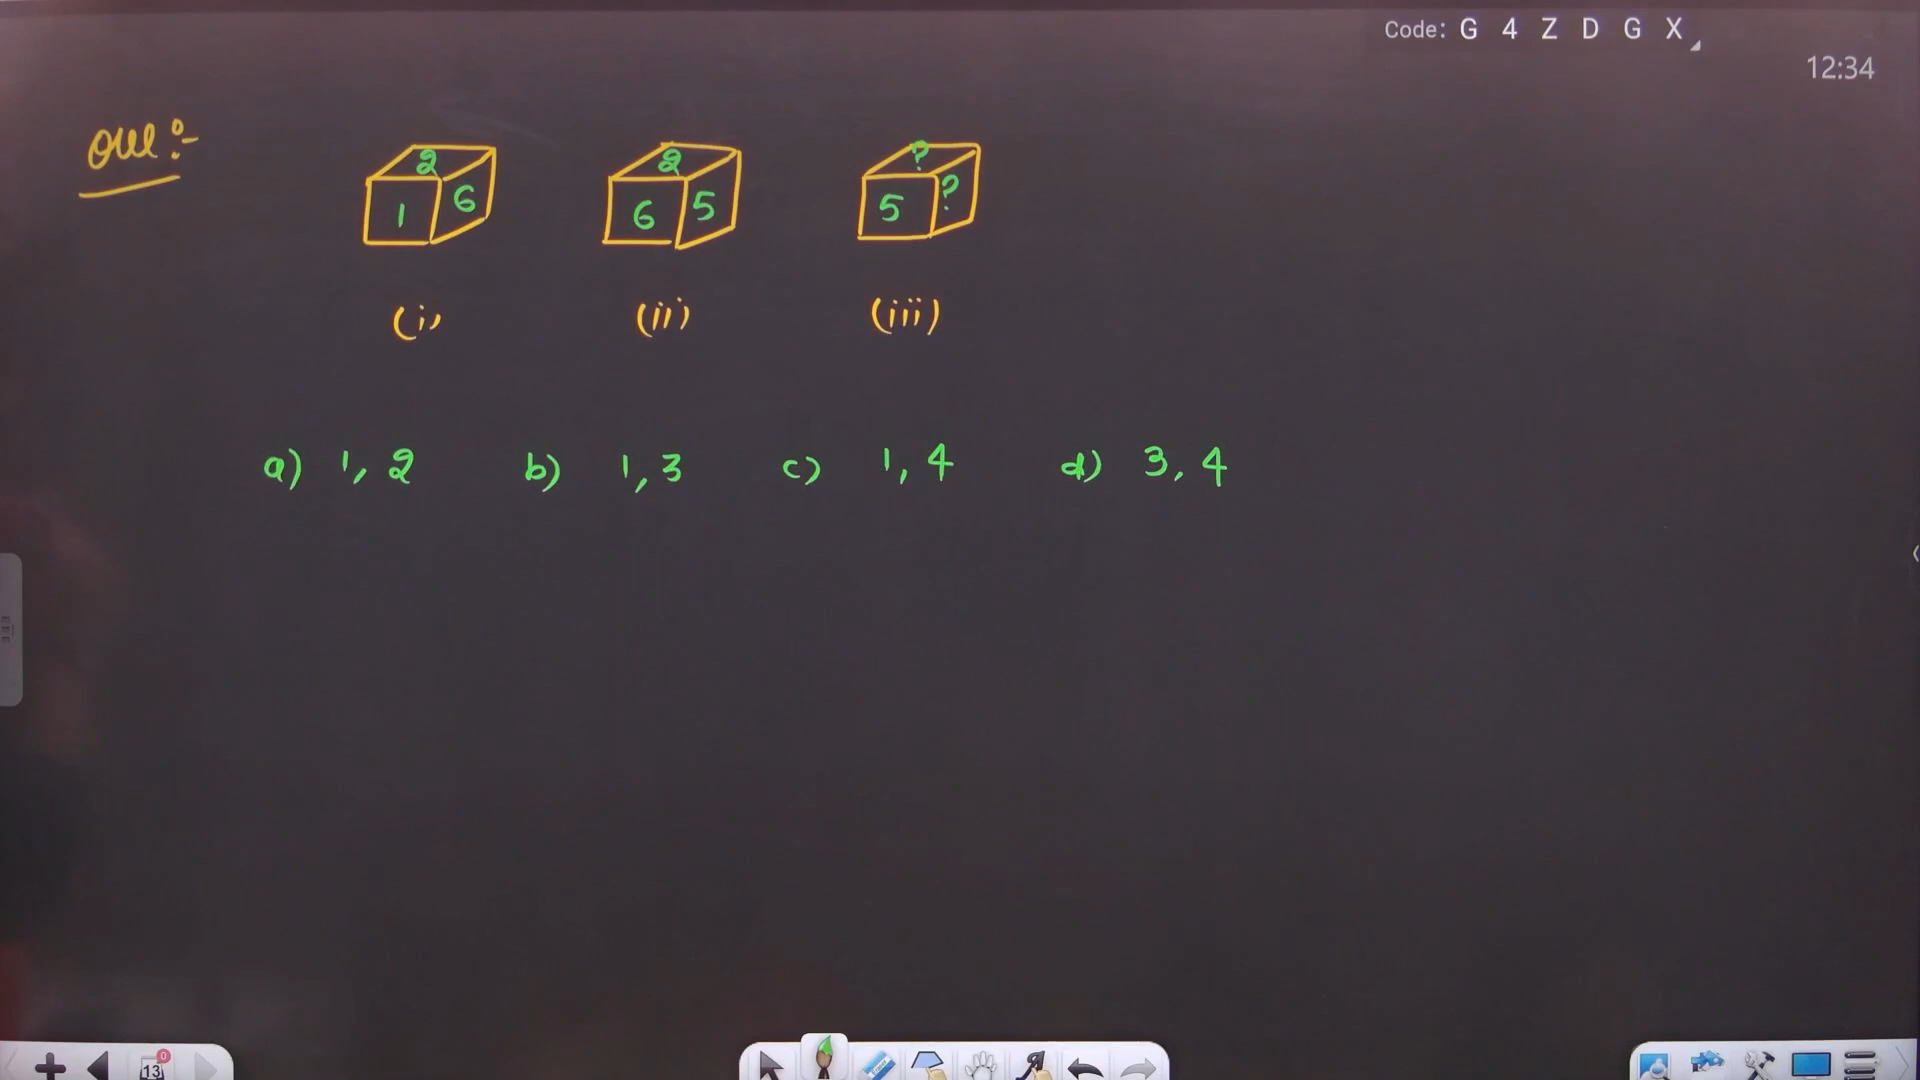 Code: G 4 Z D G X
12:34
Que:-
2 2 ?
1 6 6 5 5 ?
(i) (ii) (iii)
a) 1, 2 b) 1, 3 c) 1, 4 d) 3, 4
0
13